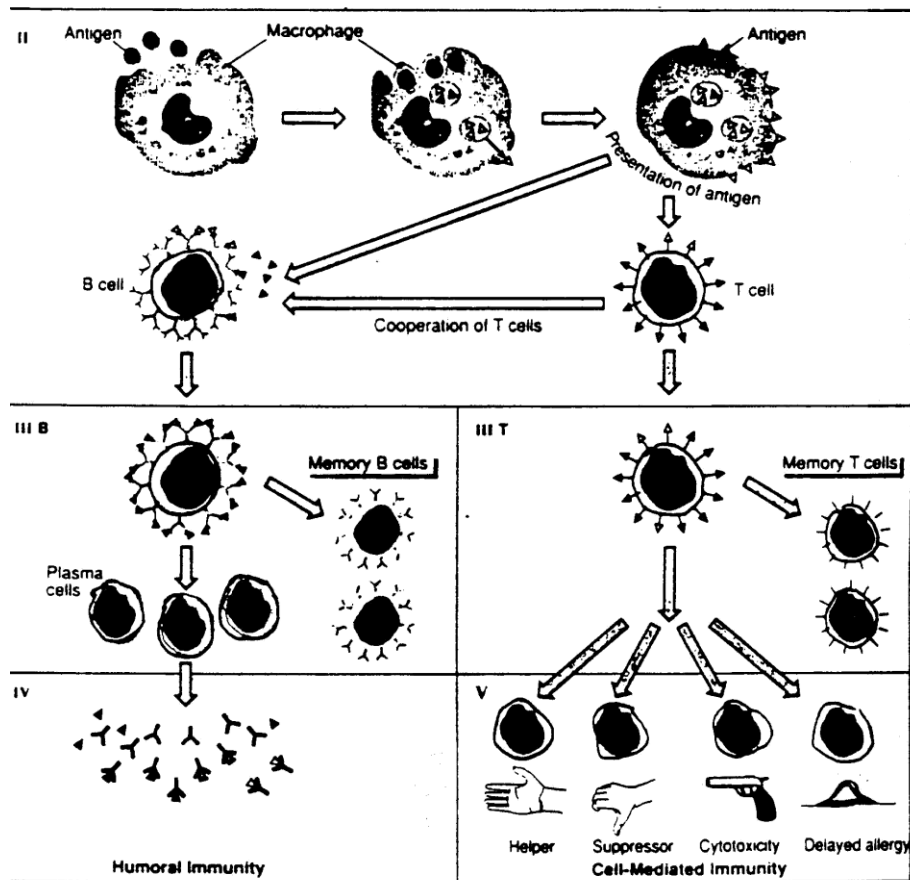 II
Antigen
Macrophage
Antigen
Presentation of antigen
B cell
T cell
Cooperation of T cells
III B
Memory B cells
Plasma
cells
III T
Memory T cells
IV
Humoral Immunity
V
Helper
Suppressor
Cytotoxicity
Delayed allergy
Cell-Mediated Immunity